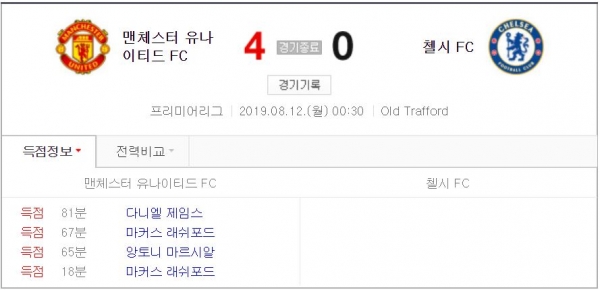 맨체스터 유나
이티드 FC
4 경기종료 0
첼시 FC
MANCHESTER
UNITED
CHELSEA
FOOTBALL CLUB
경기기록
프리미어리그 | 2019.08.12.(월) 00:30 | Old Trafford
득점정보 전력비교
맨체스터 유나이티드 FC 첼시 FC
득점 81분 다니엘 제임스
득점 67분 마커스 래쉬포드
득점 65분 앙토니 마르시알
득점 18분 마커스 래쉬포드